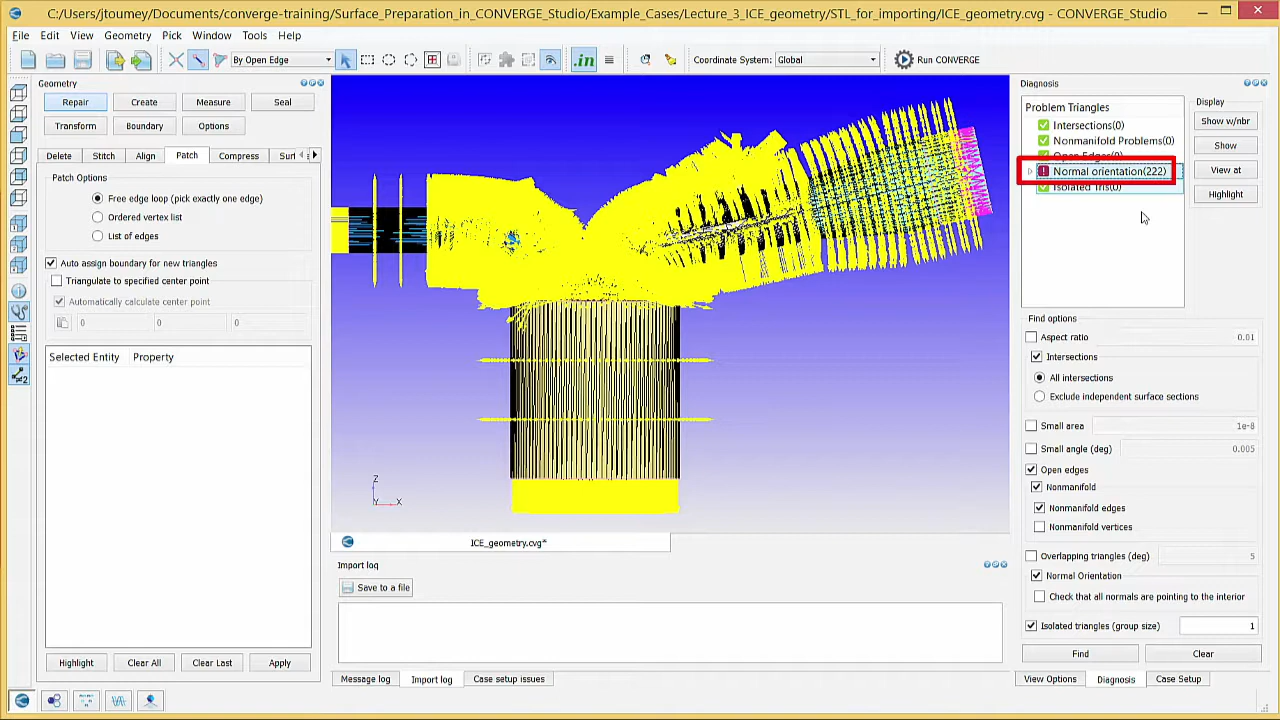 C:/Users/jtoumey/Documents/converge-training/Surface_Preparation_in_CONVERGE_Studio/Example_Cases/Lecture_3_ICE_geometry/STL_for_importing/ICE_geometry.cvg - CONVERGE_Studio
File Edit View Geometry Pick Window Tools Help
By Open Edge .in Coordinate System: Global Run CONVERGE
Geometry
Repair Create Measure Seal
Transform Boundary Options
Delete Stitch Align Patch Compress Sur
Patch Options
Free edge loop (pick exactly one edge)
Ordered vertex list
List of edges
Auto assign boundary for new triangles
Triangulate to specified center point
Automatically calculate center point
0 0 0
Selected Entity Property
Highlight Clear All Clear Last Apply
Z
Y X
ICE_geometry.cvg*
Import log
Save to a file
Message log Import log Case setup issues
Diagnosis
Problem Triangles
Intersections(0)
Nonmanifold Problems(0)
Open Edges(0)
Normal orientation(222)
Isolated Tris(0)
Display
Show w/nbr
Show
View at
Highlight
Find options
Aspect ratio 0.01
Intersections
All intersections
Exclude independent surface sections
Small area 1e-8
Small angle (deg) 0.005
Open edges
Nonmanifold
Nonmanifold edges
Nonmanifold vertices
Overlapping triangles (deg) 5
Normal Orientation
Check that all normals are pointing to the interior
Isolated triangles (group size) 1
Find Clear
View Options Diagnosis Case Setup